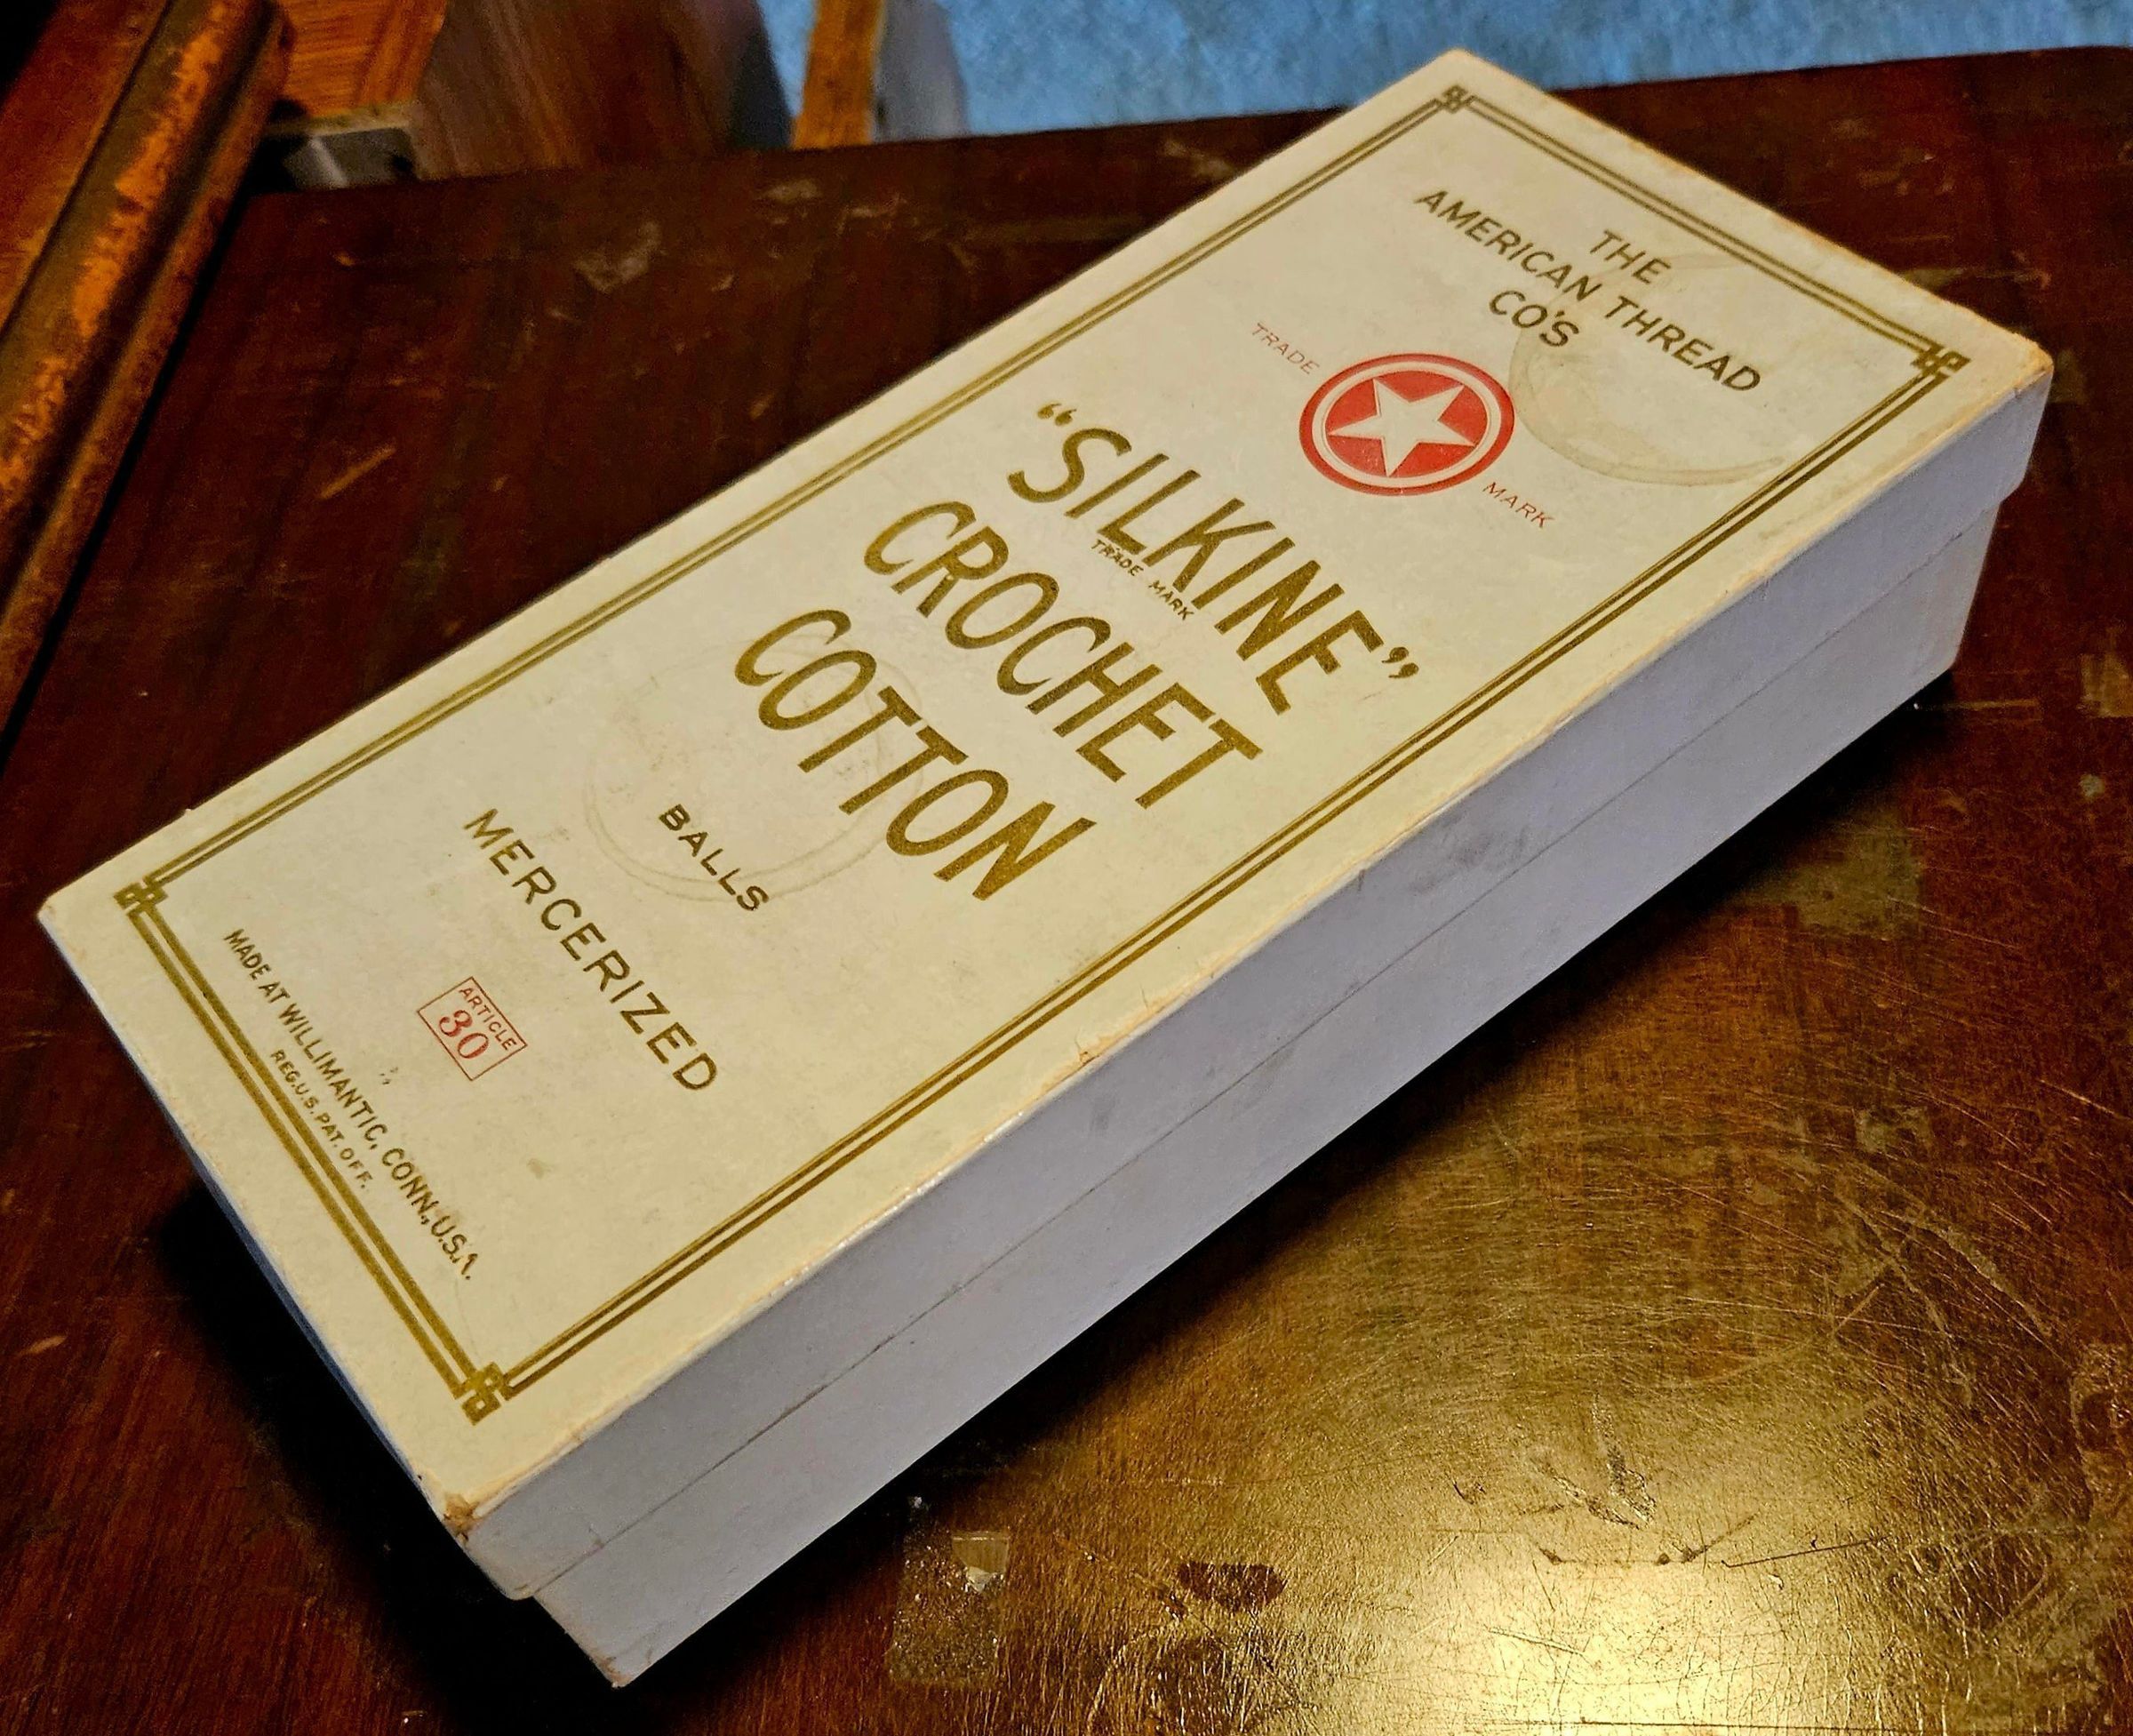 THE
AMERICAN THREAD
CO'S
TRADE MARK
“SILKINE”
TRADE MARK
CROCHET
COTTON
BALLS
MERCERIZED
ARTICLE
30
MADE AT WILLIMANTIC, CONN., U.S.A.
REG. U.S. PAT. OFF.